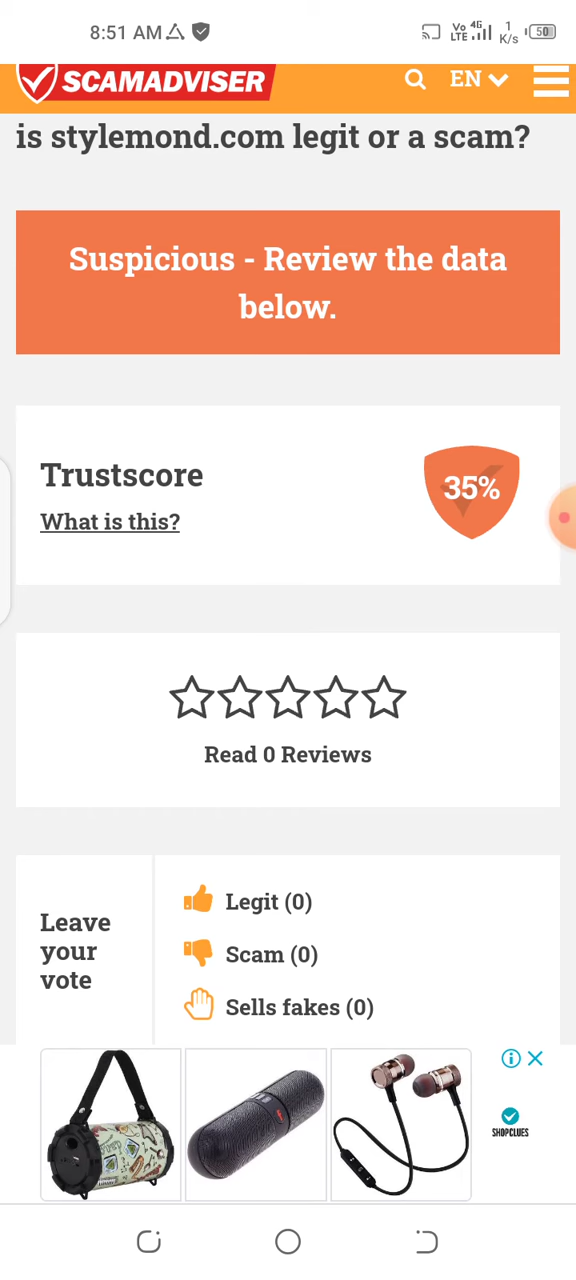 8:51 AM
Vo LTE 4G 1 K/s 50
SCAMADVISER
EN
is stylemond.com legit or a scam?
Suspicious - Review the data
below.
Trustscore
35%
What is this?
Read 0 Reviews
Leave
your
vote
Legit (0)
Scam (0)
Sells fakes (0)
SHOPCLUES